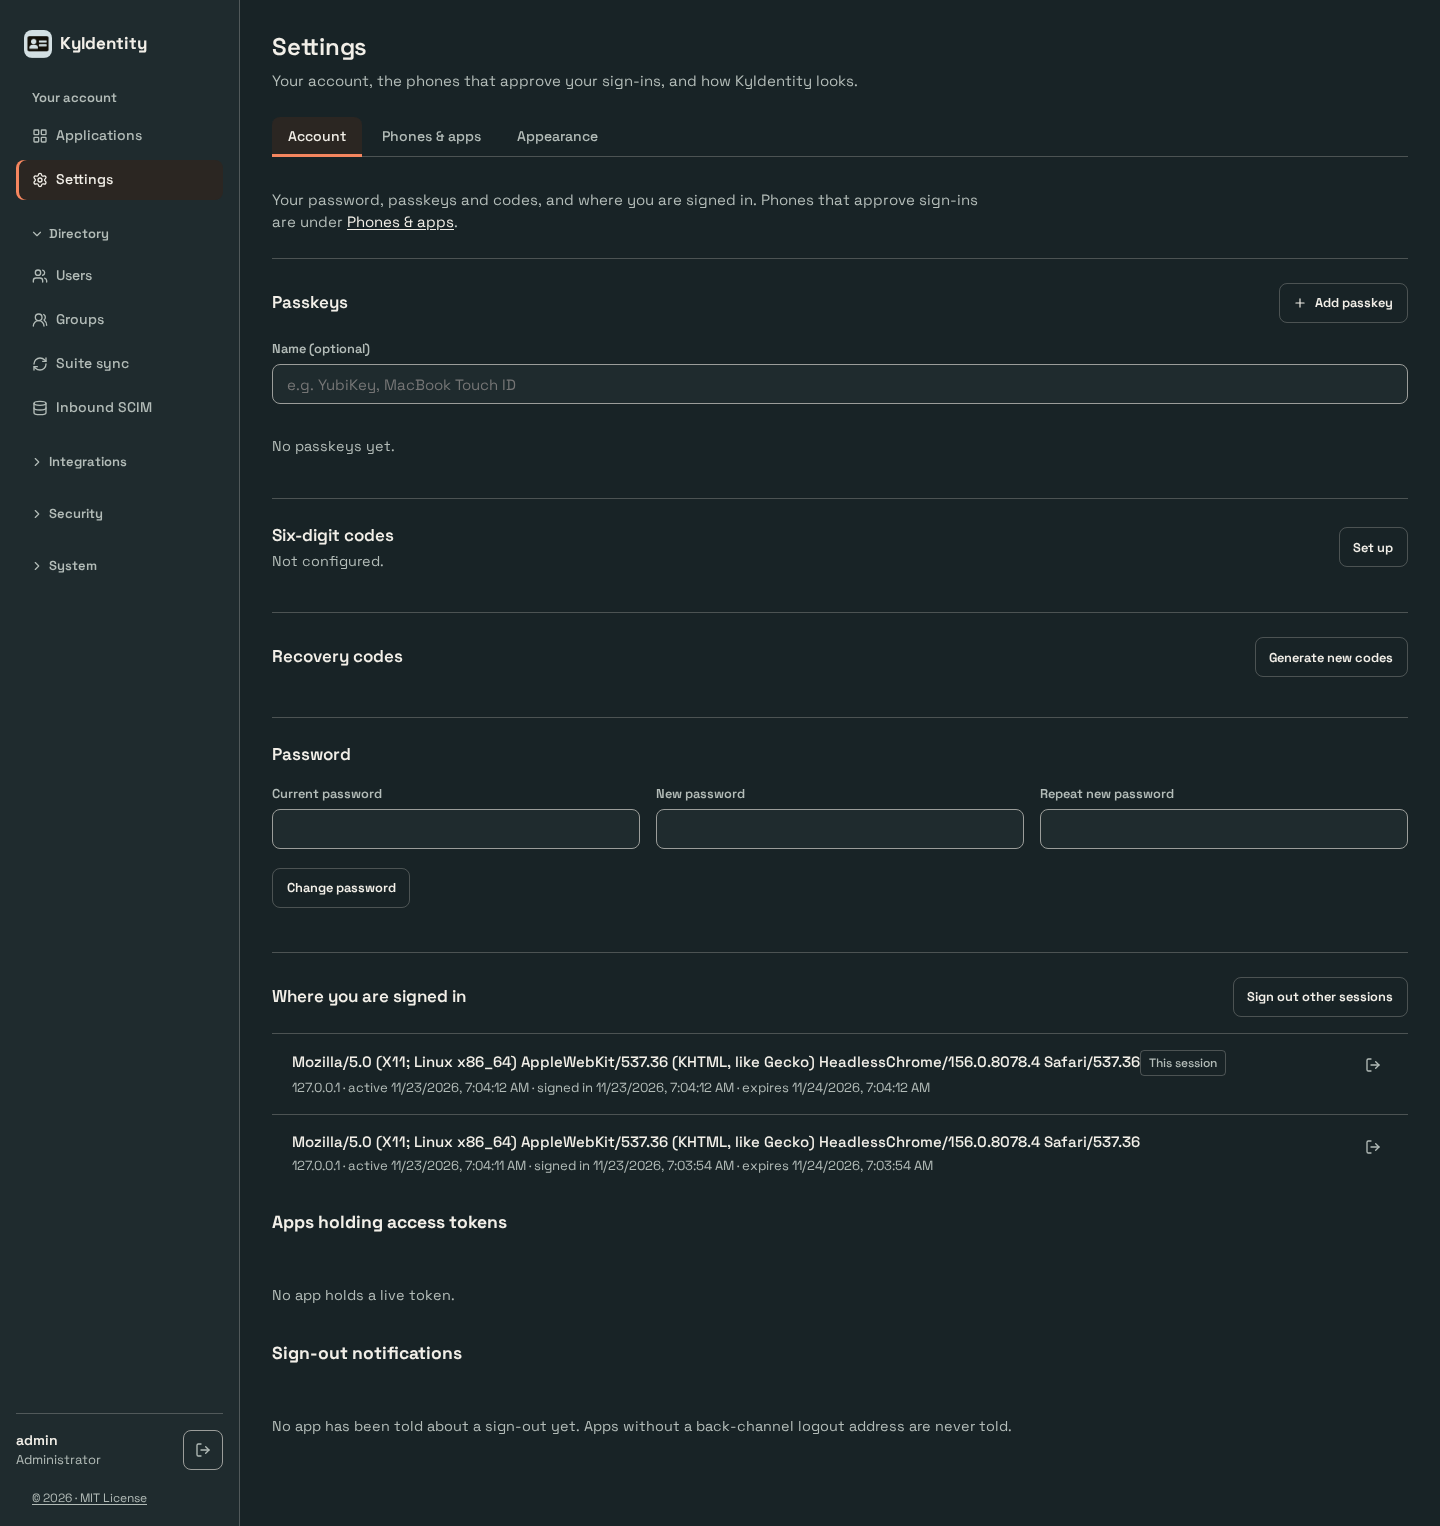 KyIdentity
Your account
Applications
Settings
Directory
Users
Groups
Suite sync
Inbound SCIM
Integrations
Security
System
admin
Administrator
© 2026 · MIT License
Settings
Your account, the phones that approve your sign-ins, and how KyIdentity looks.
Account
Phones & apps
Appearance
Your password, passkeys and codes, and where you are signed in. Phones that approve sign-ins
are under Phones & apps.
Passkeys
Add passkey
Name (optional)
e.g. YubiKey, MacBook Touch ID
No passkeys yet.
Six-digit codes
Not configured.
Set up
Recovery codes
Generate new codes
Password
Current password
New password
Repeat new password
Change password
Where you are signed in
Sign out other sessions
Mozilla/5.0 (X11; Linux x86_64) AppleWebKit/537.36 (KHTML, like Gecko) HeadlessChrome/156.0.8078.4 Safari/537.36 This session
127.0.0.1 · active 11/23/2026, 7:04:12 AM · signed in 11/23/2026, 7:04:12 AM · expires 11/24/2026, 7:04:12 AM
Mozilla/5.0 (X11; Linux x86_64) AppleWebKit/537.36 (KHTML, like Gecko) HeadlessChrome/156.0.8078.4 Safari/537.36
127.0.0.1 · active 11/23/2026, 7:04:11 AM · signed in 11/23/2026, 7:03:54 AM · expires 11/24/2026, 7:03:54 AM
Apps holding access tokens
No app holds a live token.
Sign-out notifications
No app has been told about a sign-out yet. Apps without a back-channel logout address are never told.